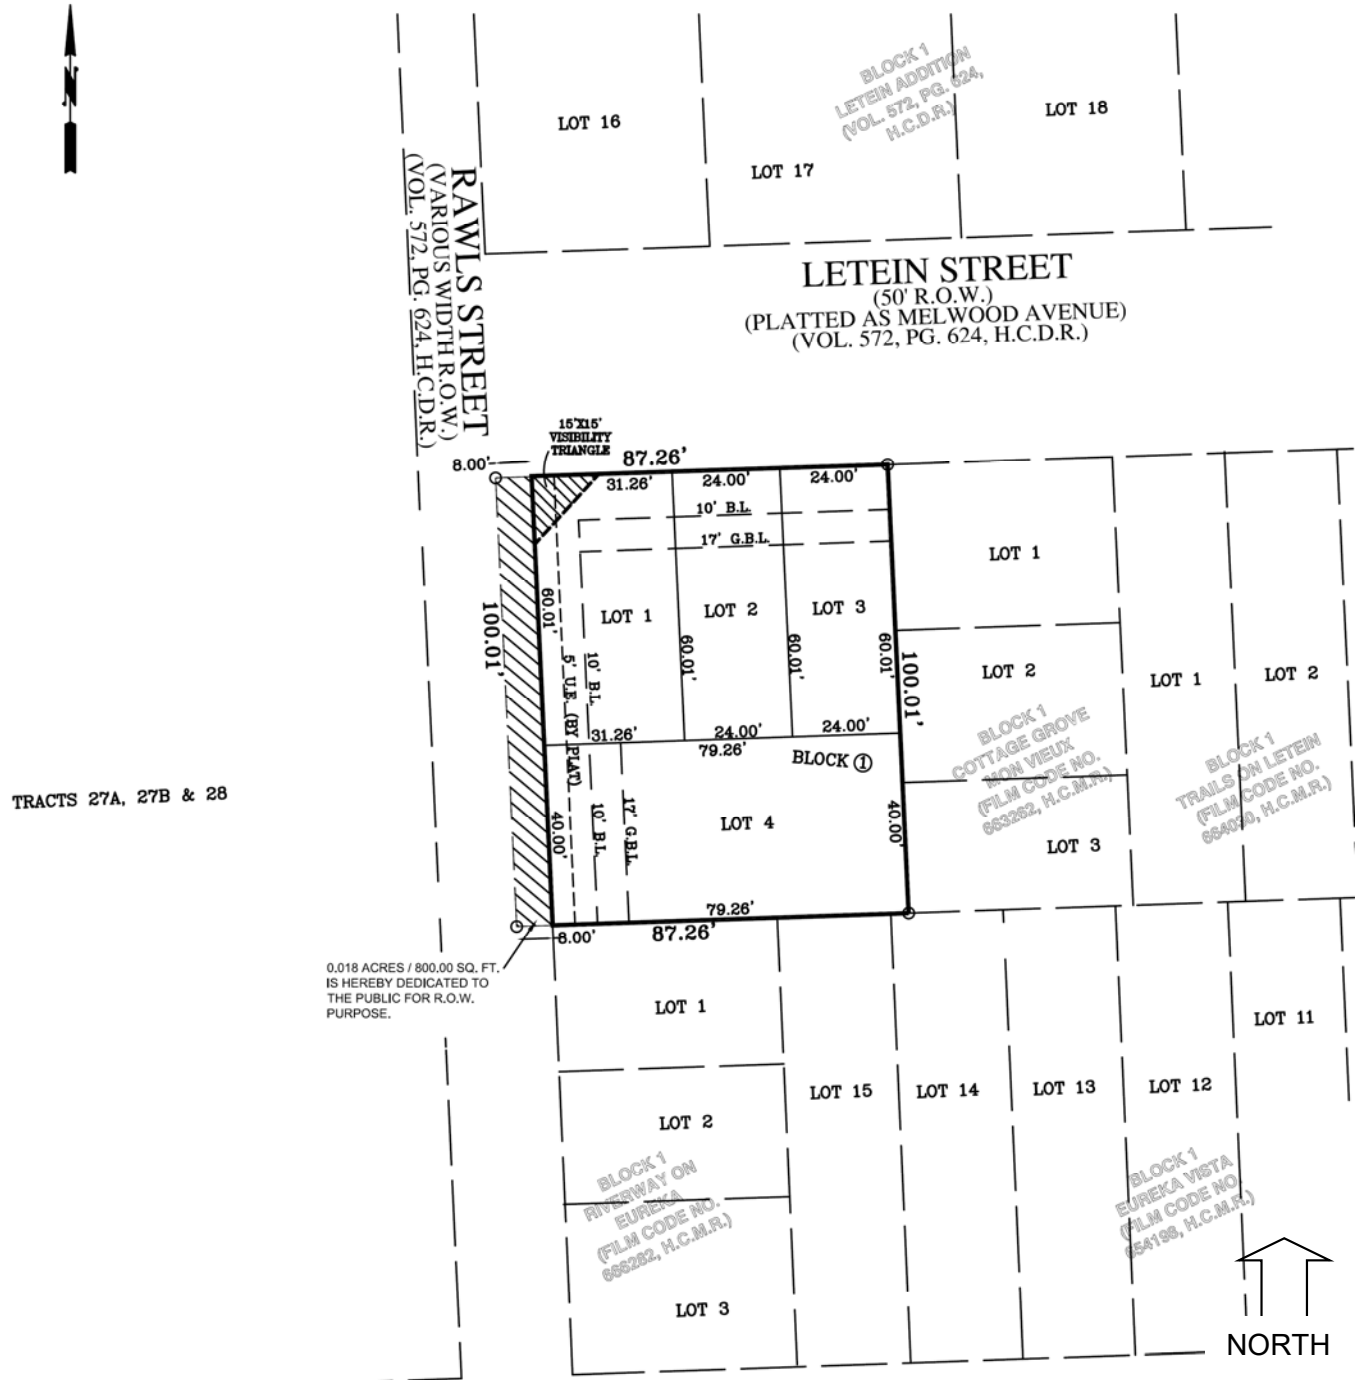 N
BLOCK 1
LETEIN ADDITION
(VOL. 572, PG. 624,
H.C.D.R.)
LOT 16
LOT 17
LOT 18
RAWLS STREET
(VARIOUS WIDTH R.O.W.)
(VOL. 572, PG. 624, H.C.D.R.)
LETEIN STREET
(50' R.O.W.)
(PLATTED AS MELWOOD AVENUE)
(VOL. 572, PG. 624, H.C.D.R.)
15'X15'
VISIBILITY
TRIANGLE
8.00'
87.26'
31.26'
24.00'
24.00'
10' B.L.
17' G.B.L.
LOT 1
LOT 2
LOT 3
100.01'
60.01'
60.01'
60.01'
60.01'
100.01'
5' U.E. (BY PLAT)
10' B.L.
31.26'
24.00'
24.00'
79.26'
BLOCK 1
40.00'
10' B.L.
17' G.B.L.
LOT 4
40.00'
79.26'
8.00'
87.26'
TRACTS 27A, 27B & 28
0.018 ACRES / 800.00 SQ. FT.
IS HEREBY DEDICATED TO
THE PUBLIC FOR R.O.W.
PURPOSE.
LOT 1
LOT 2
BLOCK 1
COTTAGE GROVE
MON VIEUX
(FILM CODE NO.
663262, H.C.M.R.)
LOT 3
LOT 1
LOT 2
BLOCK 1
TRAILS ON LETEIN
(FILM CODE NO.
664030, H.C.M.R.)
LOT 1
LOT 2
BLOCK 1
RIVERWAY ON
EUREKA
(FILM CODE NO.
666282, H.C.M.R.)
LOT 3
LOT 15
LOT 14
LOT 13
LOT 12
LOT 11
BLOCK 1
EUREKA VISTA
(FILM CODE NO.
654198, H.C.M.R.)
NORTH